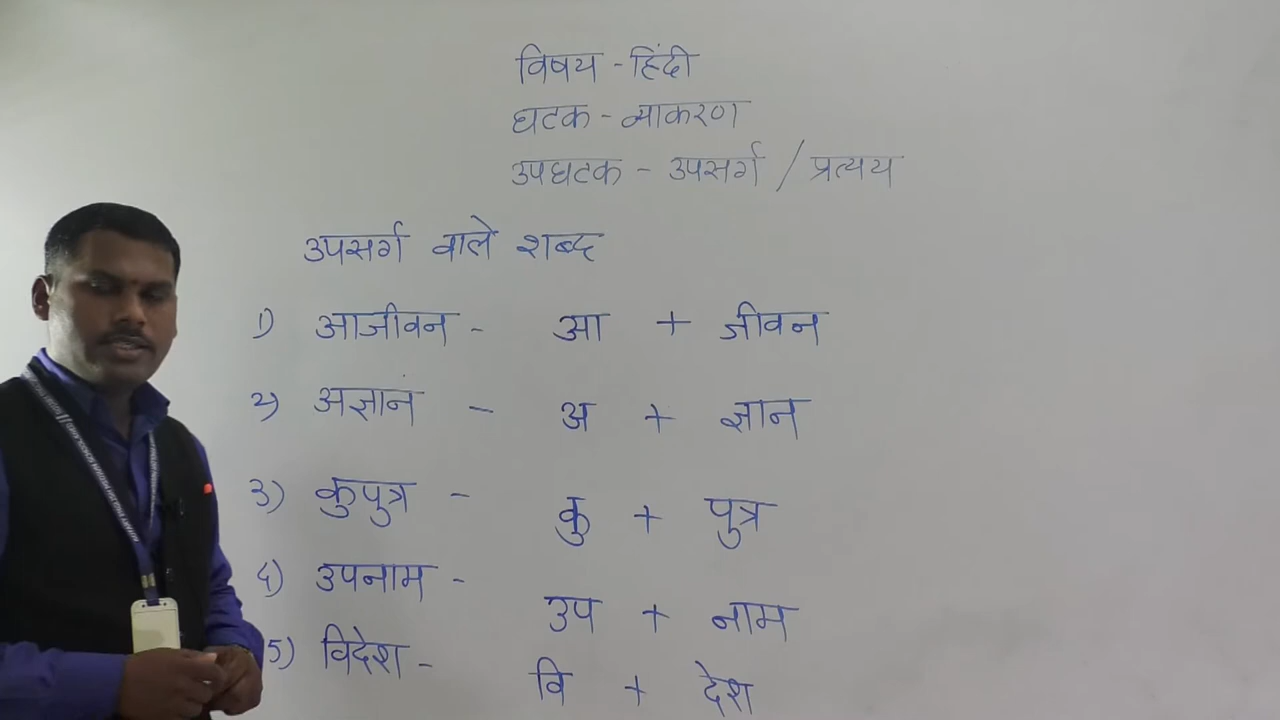 विषय - हिंदी
घटक - व्याकरण
उपघटक - उपसर्ग / प्रत्यय
उपसर्ग वाले शब्द
1) आजीवन - आ + जीवन
2) अज्ञानं - अ + ज्ञान
3) कुपुत्र - कु + पुत्र
4) उपनाम - उप + नाम
5) विदेश - वि + देश